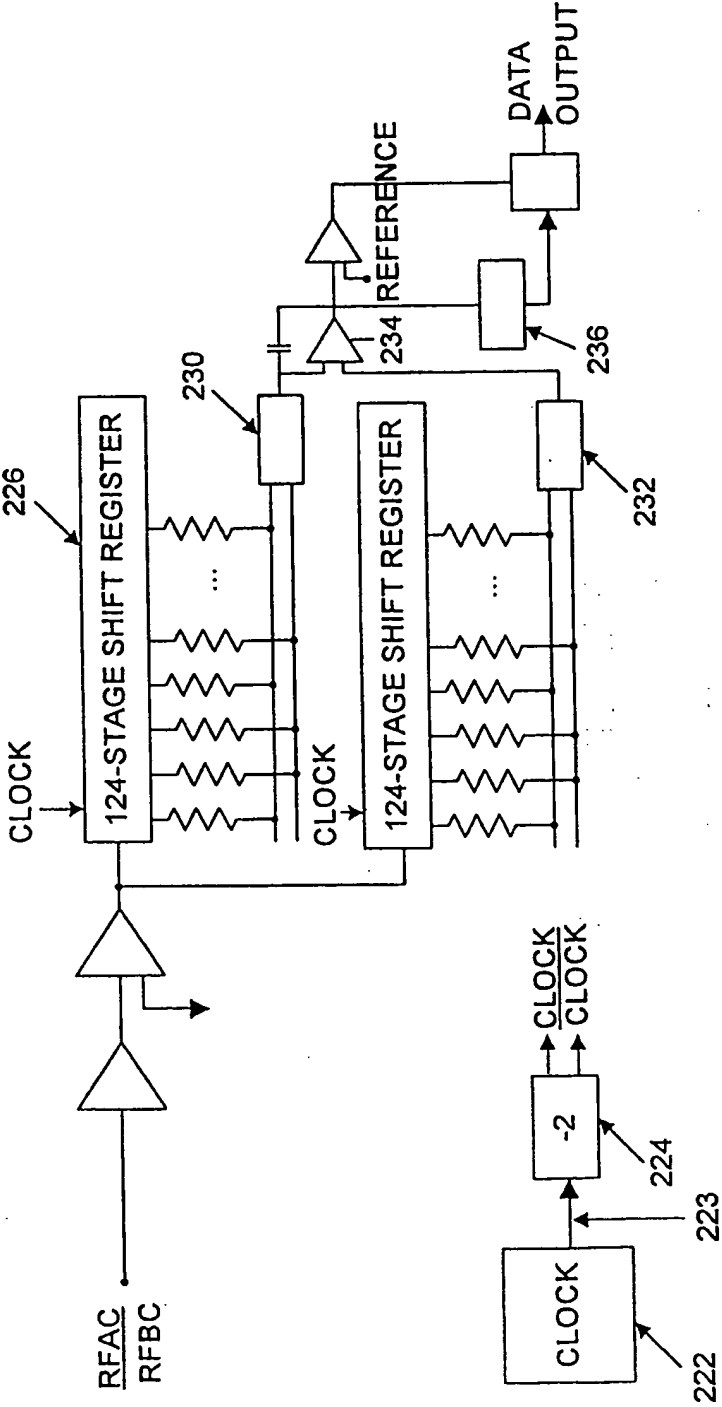 226
CLOCK
124-STAGE SHIFT REGISTER
RFAC
RFBC
230
...
CLOCK
234 REFERENCE
124-STAGE SHIFT REGISTER
...
DATA
OUTPUT
232
236
CLOCK
CLOCK
-2
CLOCK
224
223
222